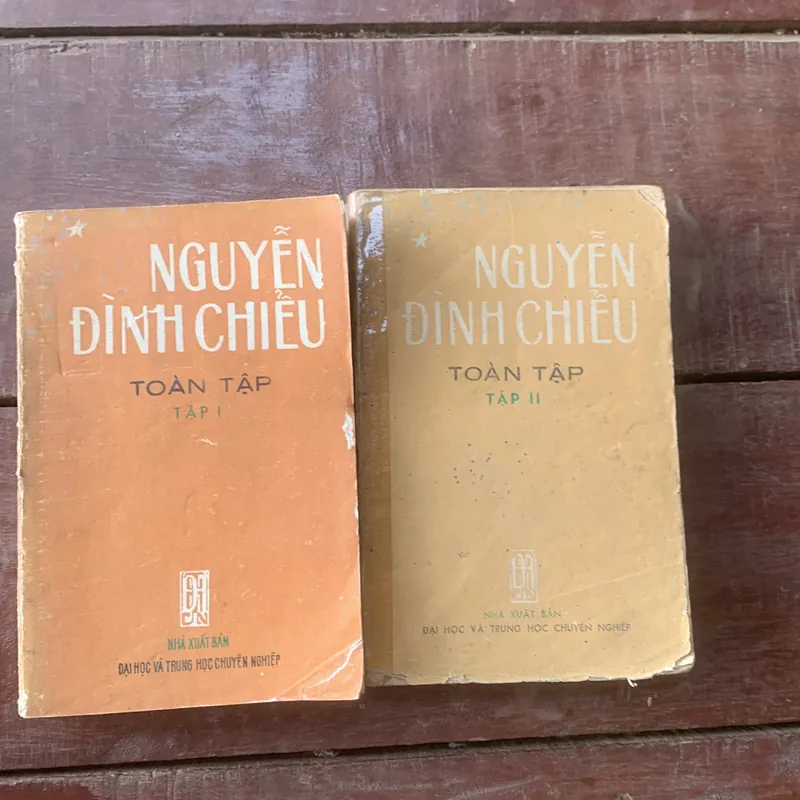 NGUYỄN
ĐÌNH CHIỂU
TOÀN TẬP
TẬP I
NHÀ XUẤT BẢN
ĐẠI HỌC VÀ TRUNG HỌC CHUYÊN NGHIỆP
NGUYỄN
ĐÌNH CHIỂU
TOÀN TẬP
TẬP II
NHÀ XUẤT BẢN
ĐẠI HỌC VÀ TRUNG HỌC CHUYÊN NGHIỆP